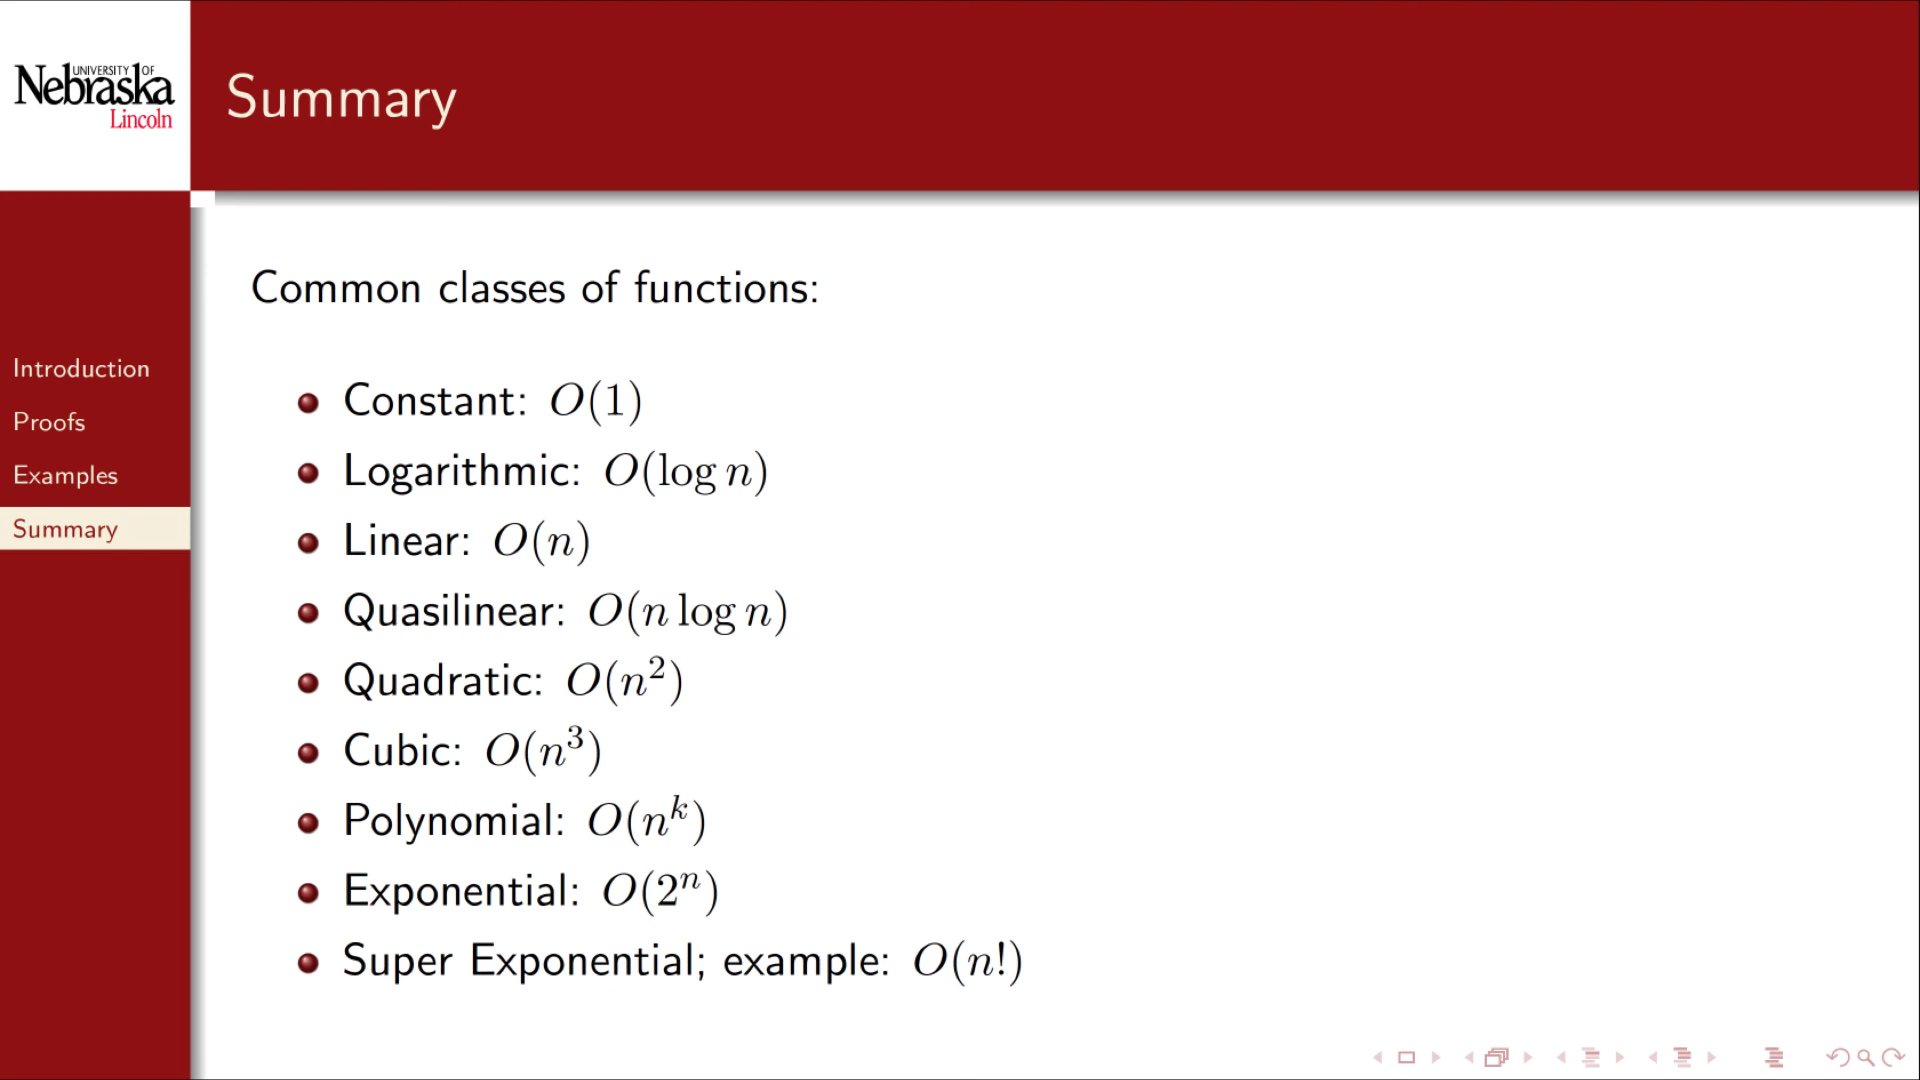 UNIVERSITY OF
Nebraska
Lincoln
Summary
Introduction
Proofs
Examples
Summary
Common classes of functions:
Constant: O(1)
Logarithmic: O(log n)
Linear: O(n)
Quasilinear: O(n log n)
Quadratic: O(n²)
Cubic: O(n³)
Polynomial: O(nᵏ)
Exponential: O(2ⁿ)
Super Exponential; example: O(n!)